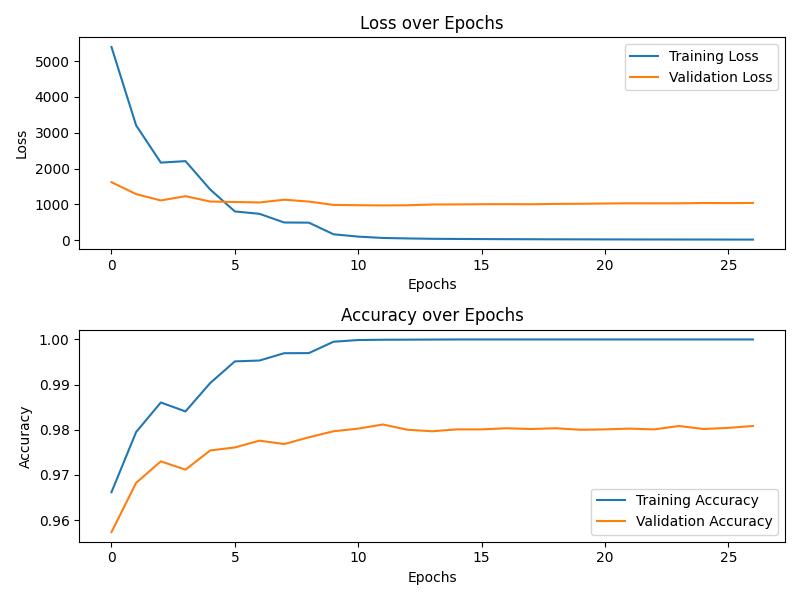 Loss over Epochs
5000
4000
3000
2000
1000
0
Loss
Training Loss
Validation Loss
0 5 10 15 20 25
Epochs
Accuracy over Epochs
1.00
0.99
0.98
0.97
0.96
Accuracy
Training Accuracy
Validation Accuracy
0 5 10 15 20 25
Epochs